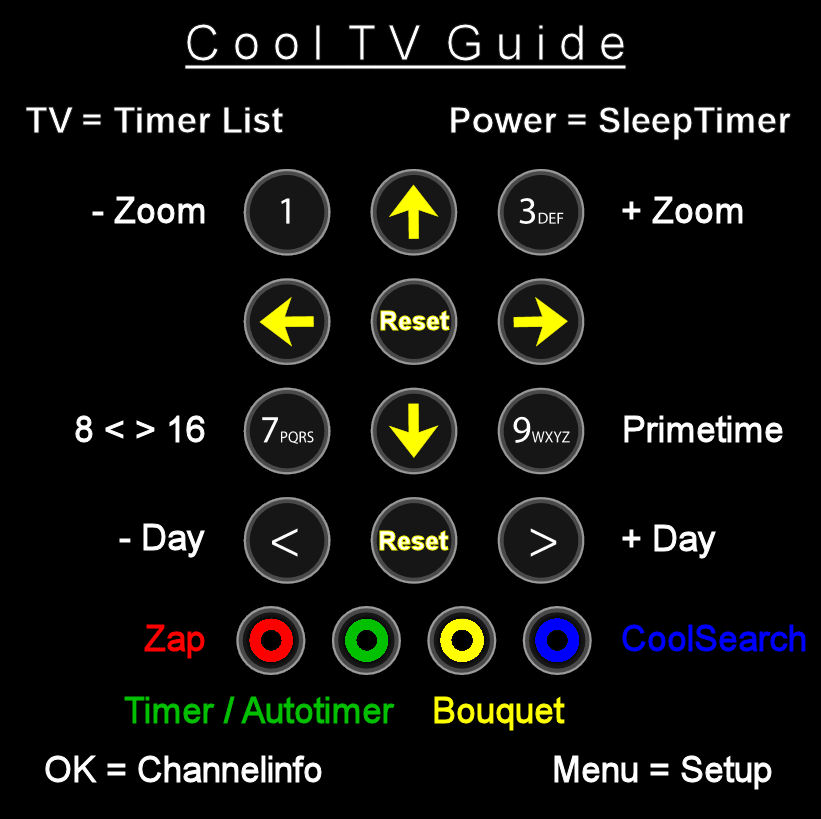 Cool TV Guide
TV = Timer List Power = SleepTimer
- Zoom 1 3DEF + Zoom
Reset
8 < > 16 7PQRS 9WXYZ Primetime
- Day < Reset > + Day
Zap CoolSearch
Timer / Autotimer Bouquet
OK = Channelinfo Menu = Setup